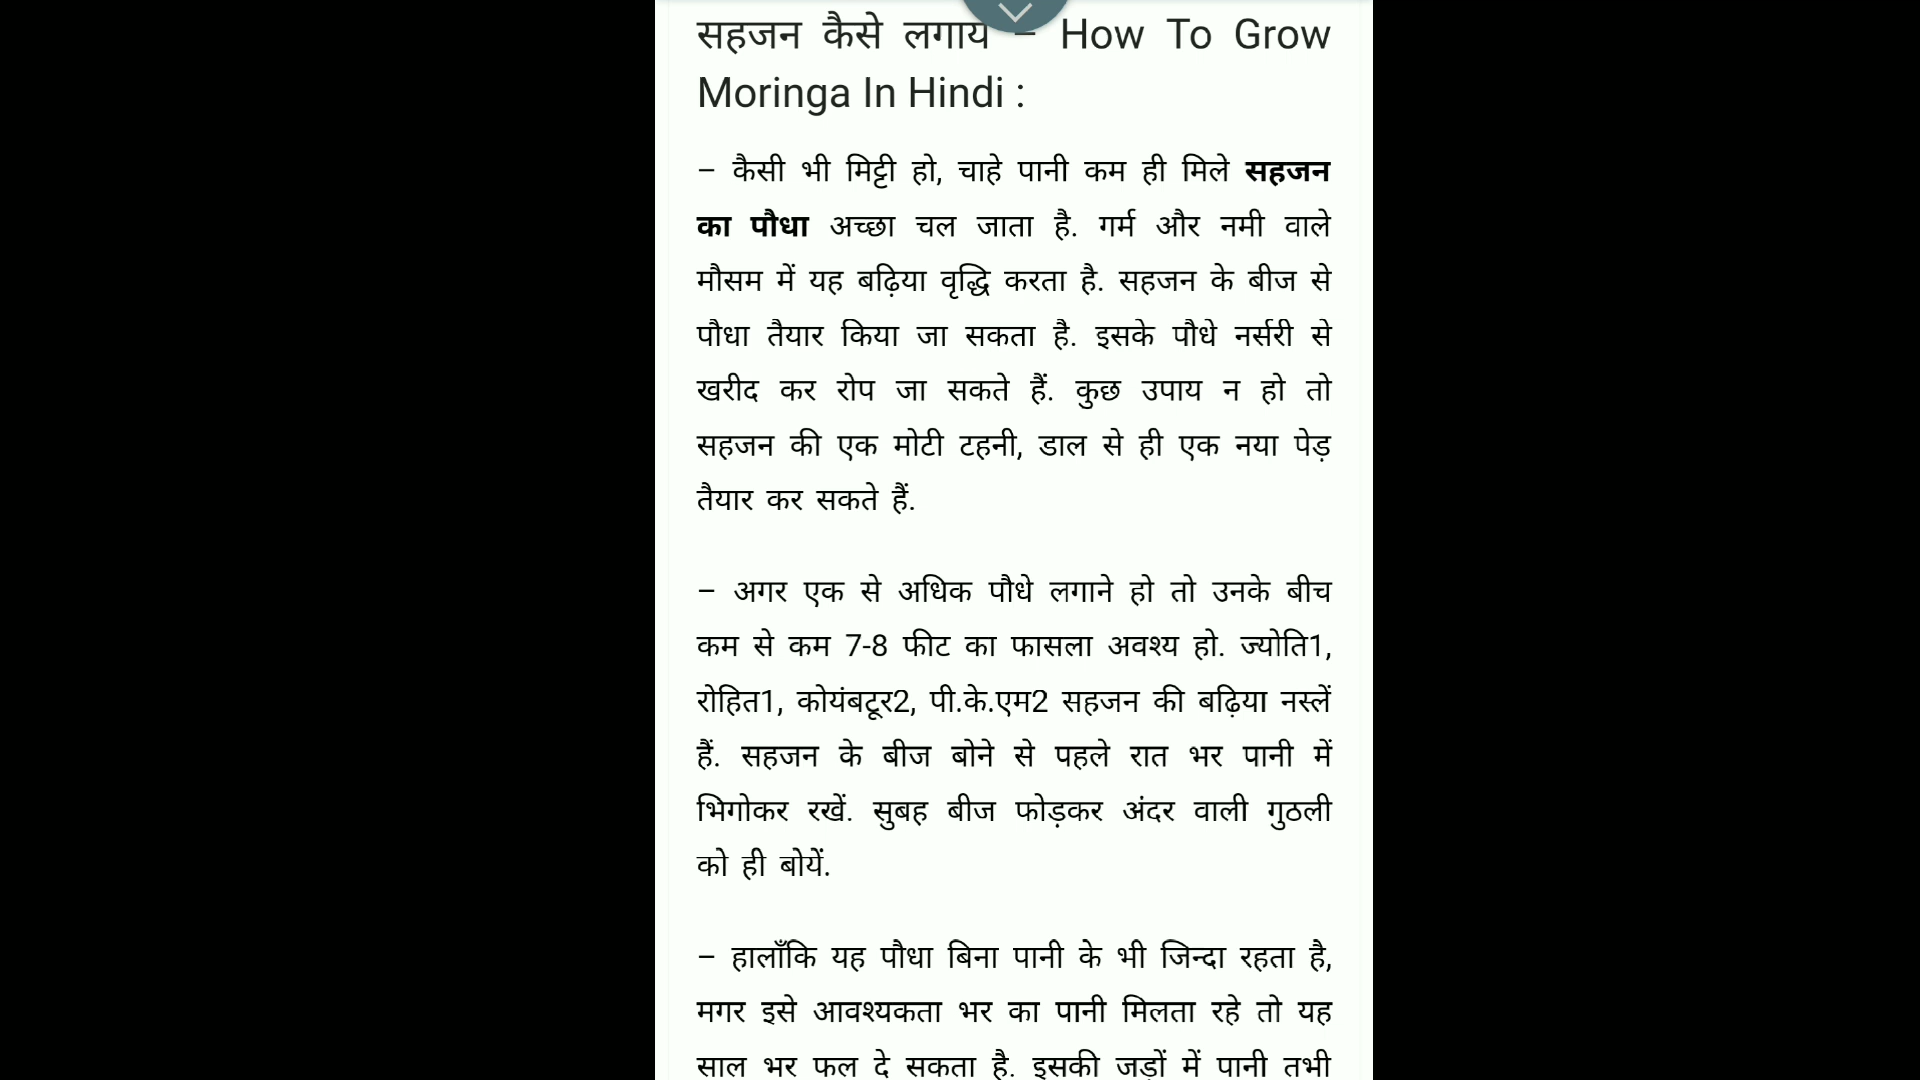 सहजन कैसे लगाय – How To Grow
Moringa In Hindi :
– कैसी भी मिट्टी हो, चाहे पानी कम ही मिले सहजन
का पौधा अच्छा चल जाता है. गर्म और नमी वाले
मौसम में यह बढ़िया वृद्धि करता है. सहजन के बीज से
पौधा तैयार किया जा सकता है. इसके पौधे नर्सरी से
खरीद कर रोप जा सकते हैं. कुछ उपाय न हो तो
सहजन की एक मोटी टहनी, डाल से ही एक नया पेड़
तैयार कर सकते हैं.
– अगर एक से अधिक पौधे लगाने हो तो उनके बीच
कम से कम 7-8 फीट का फासला अवश्य हो. ज्योति1,
रोहित1, कोयंबटूर2, पी.के.एम2 सहजन की बढ़िया नस्लें
हैं. सहजन के बीज बोने से पहले रात भर पानी में
भिगोकर रखें. सुबह बीज फोड़कर अंदर वाली गुठली
को ही बोयें.
– हालाँकि यह पौधा बिना पानी के भी जिन्दा रहता है,
मगर इसे आवश्यकता भर का पानी मिलता रहे तो यह
साल भर फल दे सकता है. इसकी जड़ों में पानी तभी